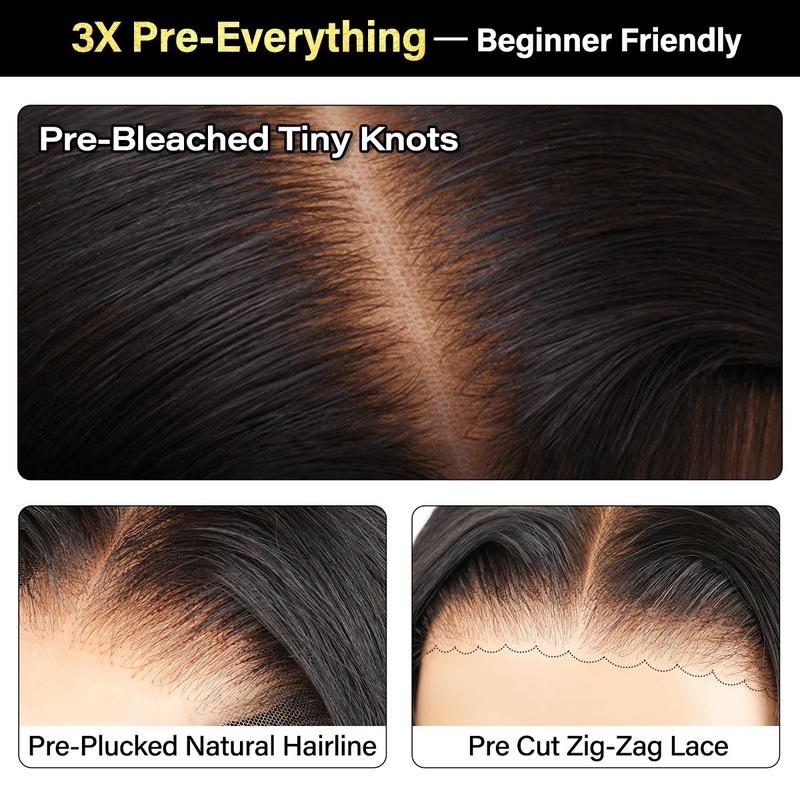 3X Pre-Everything — Beginner Friendly
Pre-Bleached Tiny Knots
Pre-Plucked Natural Hairline
Pre Cut Zig-Zag Lace